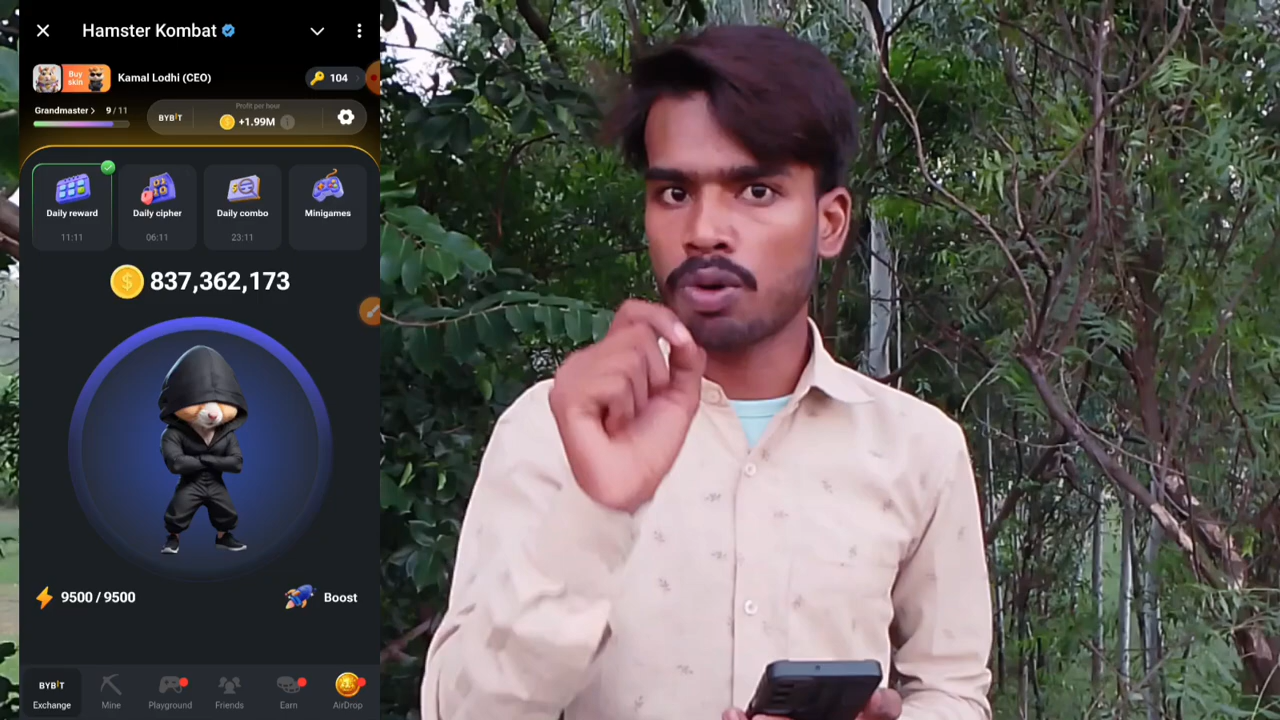 Hamster Kombat
Buy skin
Kamal Lodhi (CEO)
104
Grandmaster > 9 / 11
BYBIT
Profit per hour
+1.99M
Daily reward
11:11
Daily cipher
06:11
Daily combo
23:11
Minigames
837,362,173
9500 / 9500
Boost
BYBIT
Exchange
Mine
Playground
Friends
Earn
AirDrop